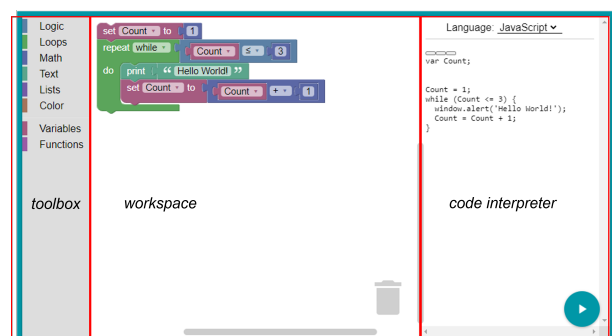 Logic
Loops
Math
Text
Lists
Color
Variables
Functions
toolbox
set Count to 1
repeat while Count ≤ 3
do print “ Hello World! ”
set Count to Count + 1
workspace
Language: JavaScript
var Count;
Count = 1;
while (Count <= 3) {
  window.alert('Hello World!');
  Count = Count + 1;
}
code interpreter